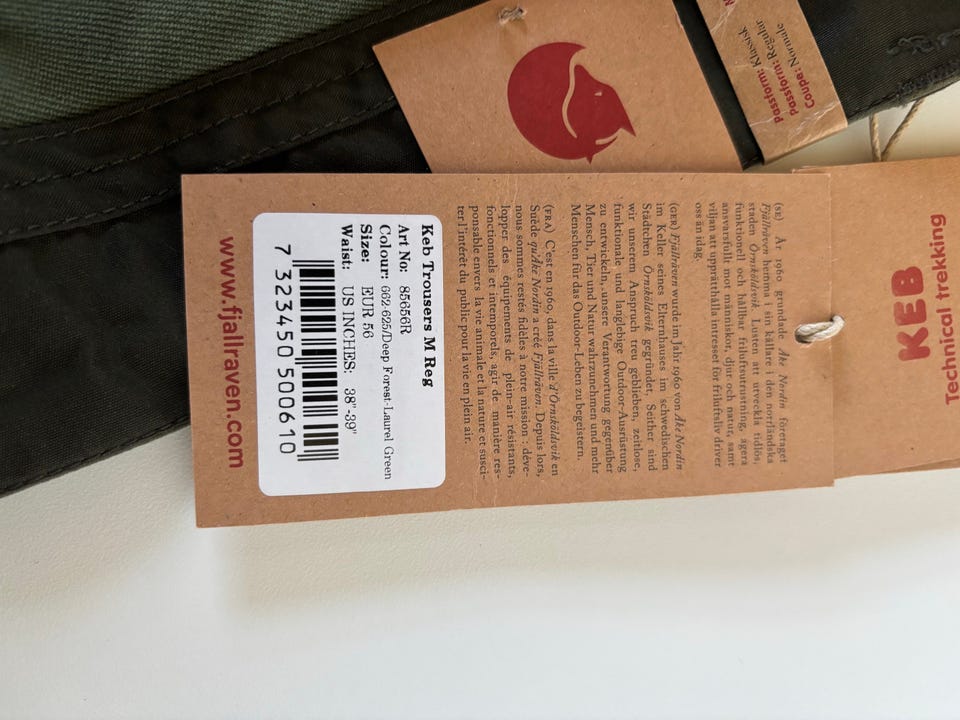 Passform: Klassisk
Passform: Regular
Coupe: Normale
KEB
Technical trekking
(SE) År 1960 grundade Åke Nordin företaget
Fjällräven hemma i sin källare i den norrländska
staden Örnsköldsvik. Lusten att utveckla tidlös,
funktionell och hållbar friluftsutrustning, agera
ansvarsfullt mot människor, djur och natur, samt
viljan att upprätthålla intresset för friluftsliv driver
oss än idag.
(GER) Fjällräven wurde im Jahr 1960 von Åke Nordin
im Keller seines Elternhauses im schwedischen
Städtchen Örnsköldsvik gegründet. Seither sind
wir unserem Anspruch treu geblieben, zeitlose,
funktionale und langlebige Outdoor-Ausrüstung
zu entwickeln, unsere Verantwortung gegenüber
Mensch, Tier und Natur wahrzunehmen und mehr
Menschen für das Outdoor-Leben zu begeistern.
(FRA) C'est en 1960, dans la ville d'Örnsköldsvik en
Suède qu'Åke Nordin a créé Fjällräven. Depuis lors,
nous sommes restés fidèles à notre mission : déve-
lopper des équipements de plein-air résistants,
fonctionnels et intemporels, agir de manière res-
ponsable envers la vie animale et la nature et susci-
ter l'intérêt du public pour la vie en plein air.
Keb Trousers M Reg
Art No: 85656R
Colour: 662-625/Deep Forest-Laurel Green
Size: EUR 56
Waist: US INCHES: 38"-39"
7 323450 500610
www.fjallraven.com